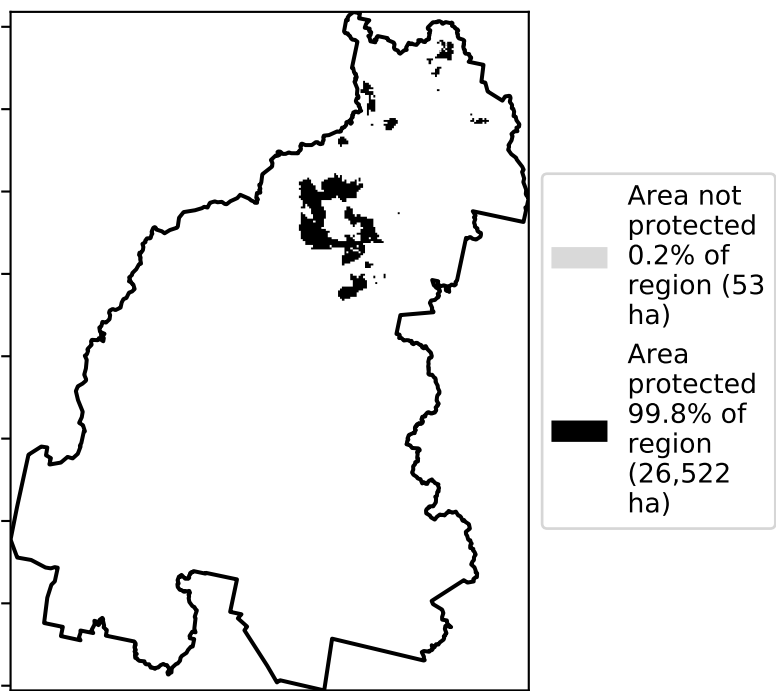 Area not
protected
0.2% of
region (53
ha)
Area
protected
99.8% of
region
(26,522
ha)